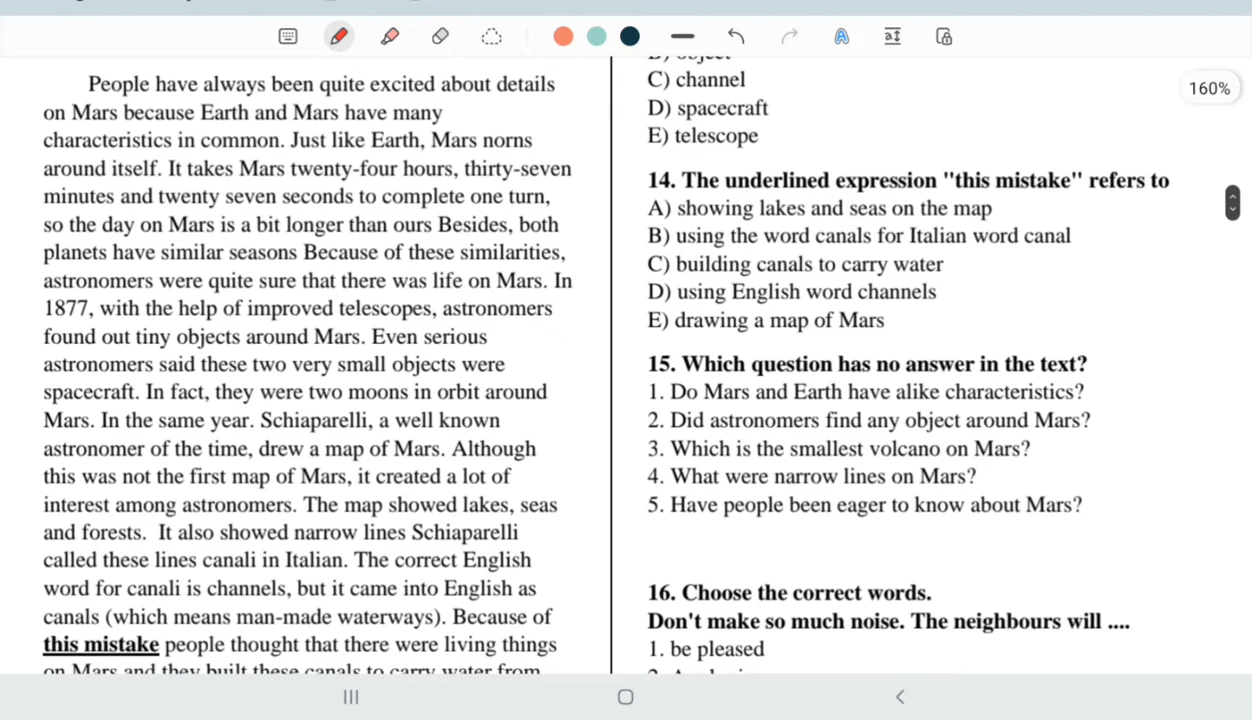 160%
People have always been quite excited about details
on Mars because Earth and Mars have many
characteristics in common. Just like Earth, Mars norns
around itself. It takes Mars twenty-four hours, thirty-seven
minutes and twenty seven seconds to complete one turn,
so the day on Mars is a bit longer than ours Besides, both
planets have similar seasons Because of these similarities,
astronomers were quite sure that there was life on Mars. In
1877, with the help of improved telescopes, astronomers
found out tiny objects around Mars. Even serious
astronomers said these two very small objects were
spacecraft. In fact, they were two moons in orbit around
Mars. In the same year. Schiaparelli, a well known
astronomer of the time, drew a map of Mars. Although
this was not the first map of Mars, it created a lot of
interest among astronomers. The map showed lakes, seas
and forests.  It also showed narrow lines Schiaparelli
called these lines canali in Italian. The correct English
word for canali is channels, but it came into English as
canals (which means man-made waterways). Because of
this mistake people thought that there were living things
on Mars and they built these canals to carry water from
C) channel
D) spacecraft
E) telescope
14. The underlined expression "this mistake" refers to
A) showing lakes and seas on the map
B) using the word canals for Italian word canal
C) building canals to carry water
D) using English word channels
E) drawing a map of Mars
15. Which question has no answer in the text?
1. Do Mars and Earth have alike characteristics?
2. Did astronomers find any object around Mars?
3. Which is the smallest volcano on Mars?
4. What were narrow lines on Mars?
5. Have people been eager to know about Mars?
16. Choose the correct words.
Don't make so much noise. The neighbours will ....
1. be pleased